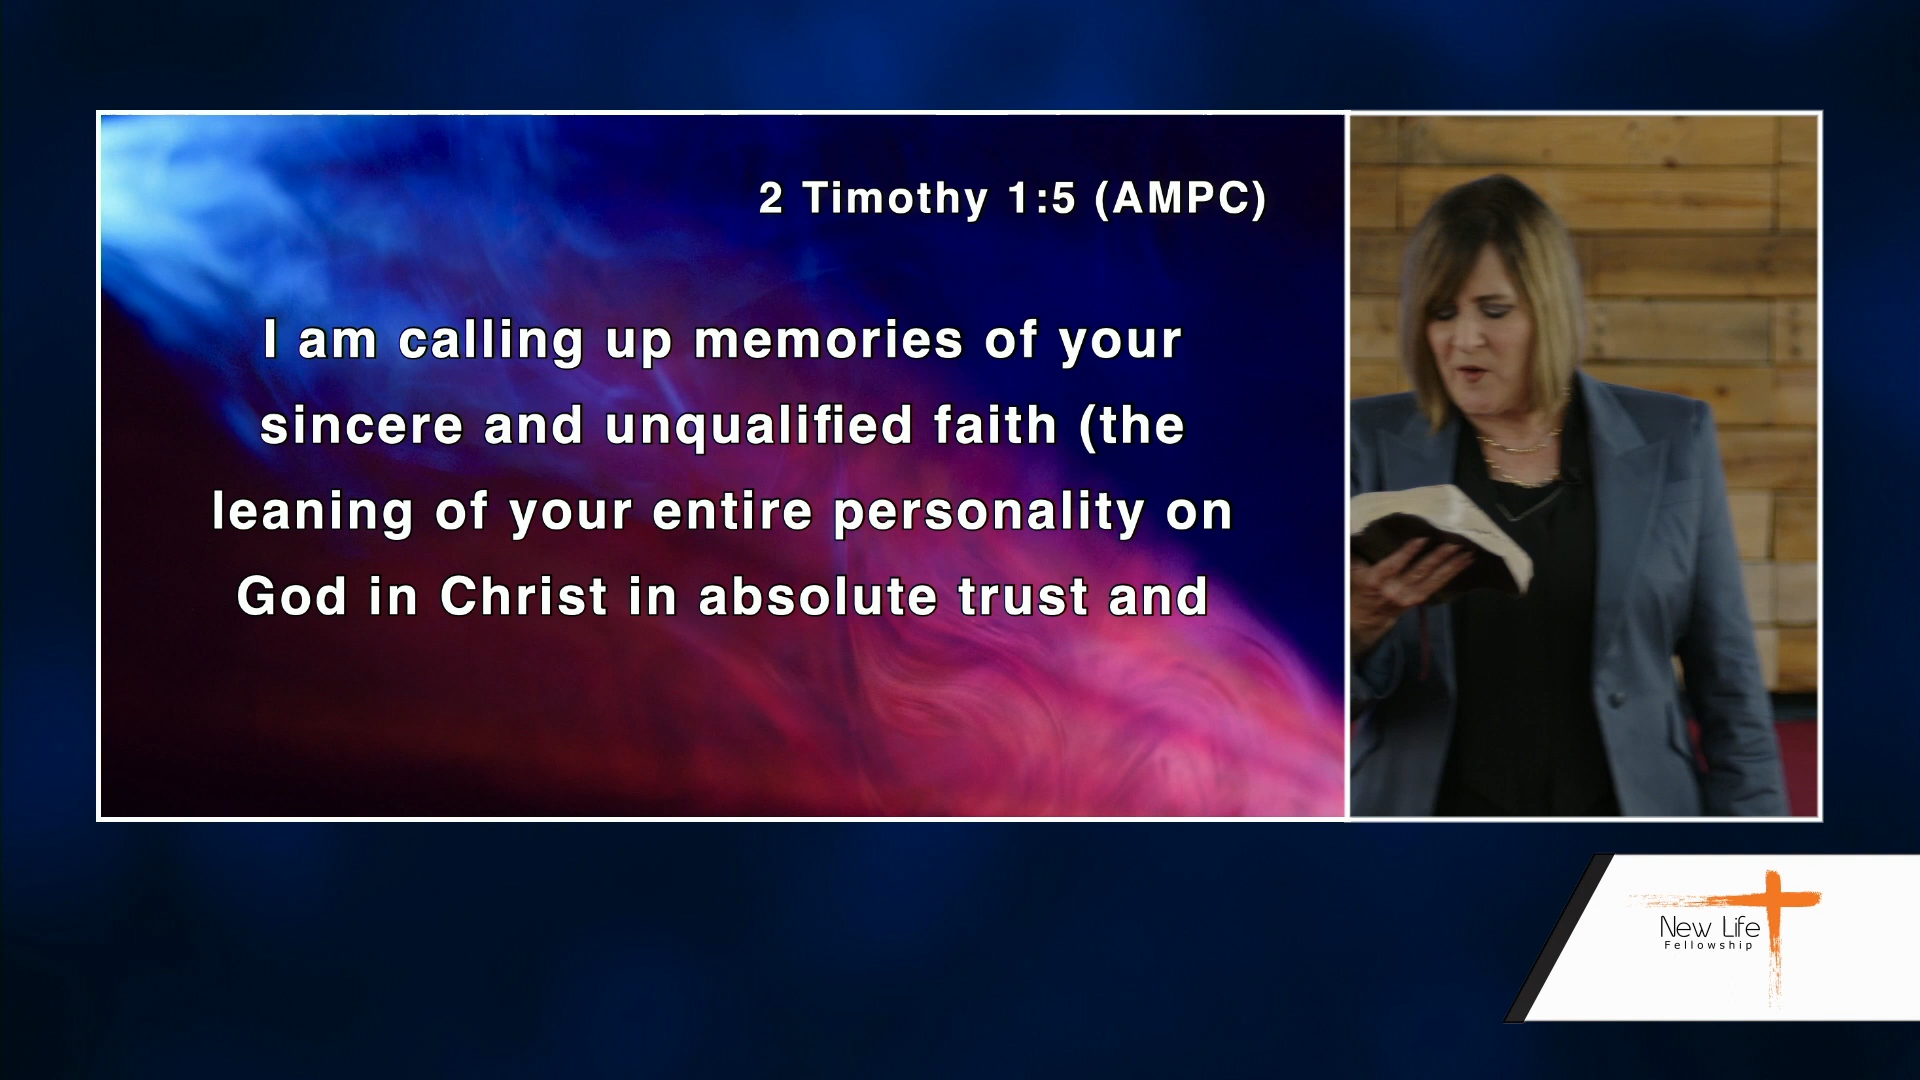 2 Timothy 1:5 (AMPC)
I am calling up memories of your
sincere and unqualified faith (the
leaning of your entire personality on
God in Christ in absolute trust and
New Life
Fellowship